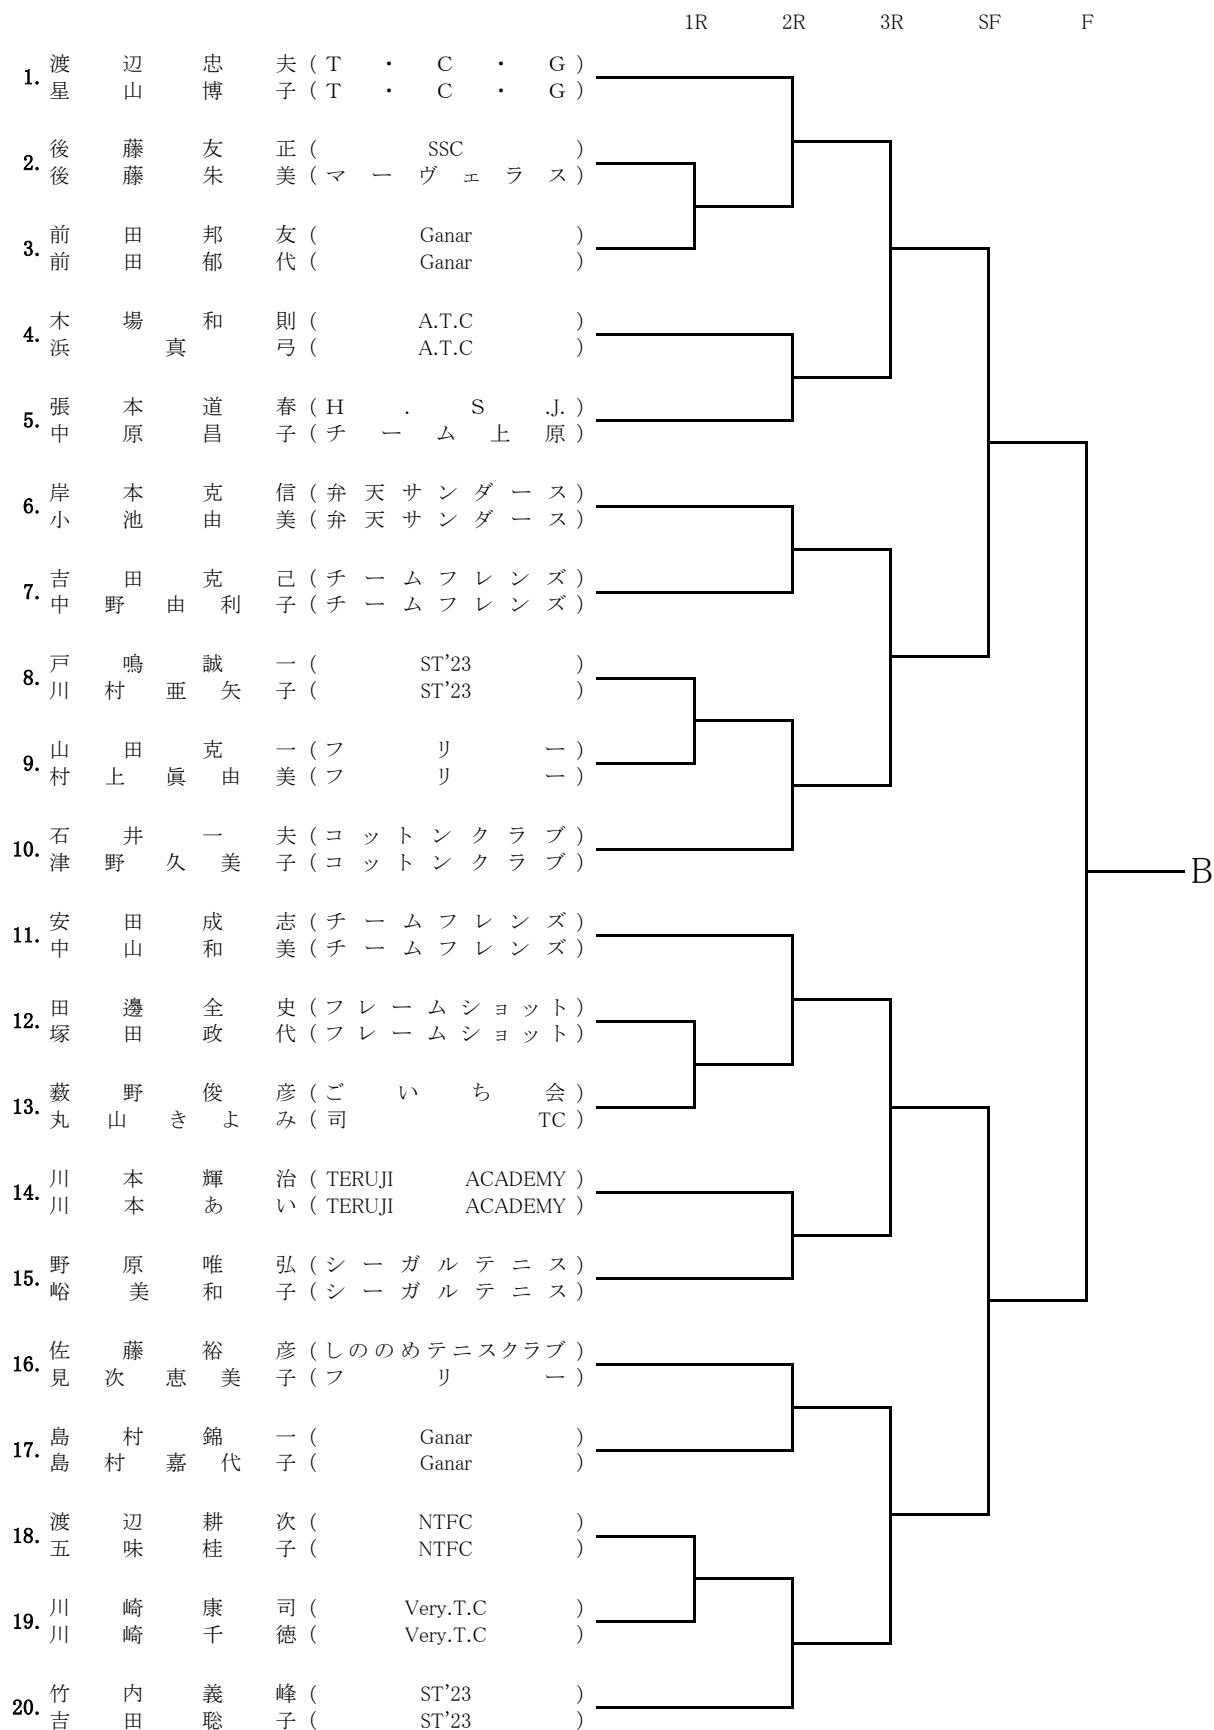 1R 2R 3R SF F
1. 渡辺忠夫(T・C・G)
星山博子(T・C・G)
2. 後藤友正(SSC)
後藤朱美(マーヴェラス)
3. 前田邦友(Ganar)
前田郁代(Ganar)
4. 木場和則(A.T.C)
浜真弓(A.T.C)
5. 張本道春(H.S.J.)
中原昌子(チーム上原)
6. 岸本克信(弁天サンダース)
小池由美(弁天サンダース)
7. 吉田克己(チームフレンズ)
中野由利子(チームフレンズ)
8. 戸鳴誠一(ST'23)
川村亜矢子(ST'23)
9. 山田克一(フリー)
村上眞由美(フリー)
10. 石井一夫(コットンクラブ)
津野久美子(コットンクラブ)
B
11. 安田成志(チームフレンズ)
中山和美(チームフレンズ)
12. 田邊全史(フレームショット)
塚田政代(フレームショット)
13. 薮野俊彦(ごいち会)
丸山きよみ(司TC)
14. 川本輝治(TERUJI ACADEMY)
川本あい(TERUJI ACADEMY)
15. 野原唯弘(シーガルテニス)
峪美和子(シーガルテニス)
16. 佐藤裕彦(しののめテニスクラブ)
見次恵美子(フリー)
17. 島村錦一(Ganar)
島村嘉代子(Ganar)
18. 渡辺耕次(NTFC)
五味桂子(NTFC)
19. 川崎康司(Very.T.C)
川崎千徳(Very.T.C)
20. 竹内義峰(ST'23)
吉田聡子(ST'23)